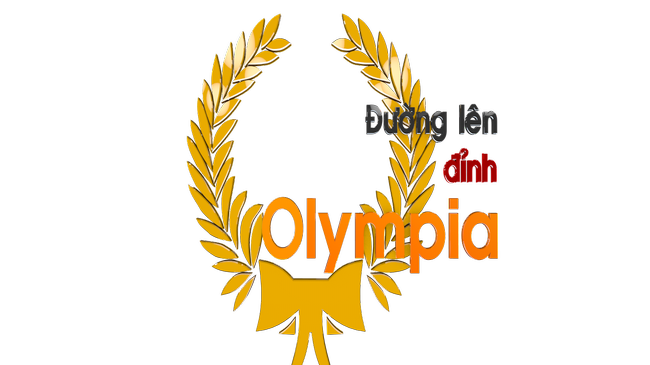 Đường lên
đỉnh
Olympia